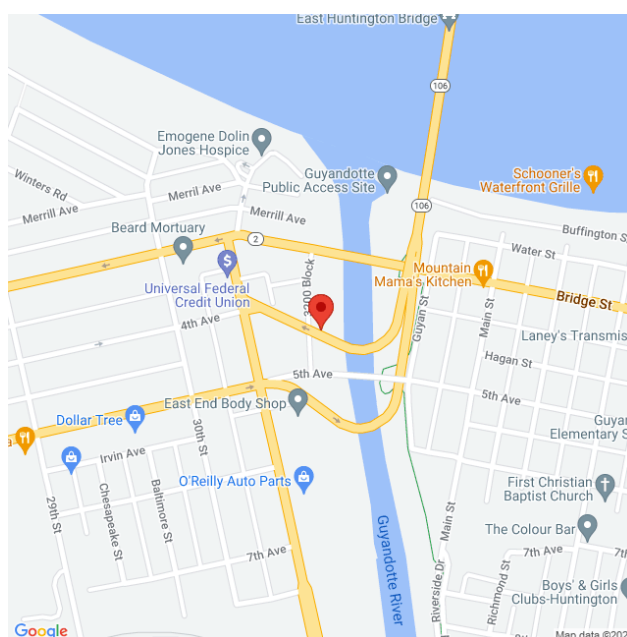 East Huntington Bridge
106
Emogene Dolin
Jones Hospice
Guyandotte
Public Access Site
Schooner's
Waterfront Grille
Winters Rd
Merril Ave
Merrill Ave
Merrill Ave
106
Buffington S
Beard Mortuary
2
Water St
Universal Federal
Credit Union
3200 Block
Mountain
Mama's Kitchen
Bridge St
4th Ave
Guyan St
Main St
Laney's Transmis
Hagan St
5th Ave
5th Ave
Dollar Tree
East End Body Shop
Guya
Elementary S
a
30th St
Irvin Ave
O'Reilly Auto Parts
First Christian
Baptist Church
29th St
Chesapeake St
Baltimore St
Main St
The Colour Bar
Guyandotte River
7th Ave
7th Ave
7th
Riverside Dr
Richmond St
Boys' & Girls
Clubs-Huntington
Google
Map data ©202